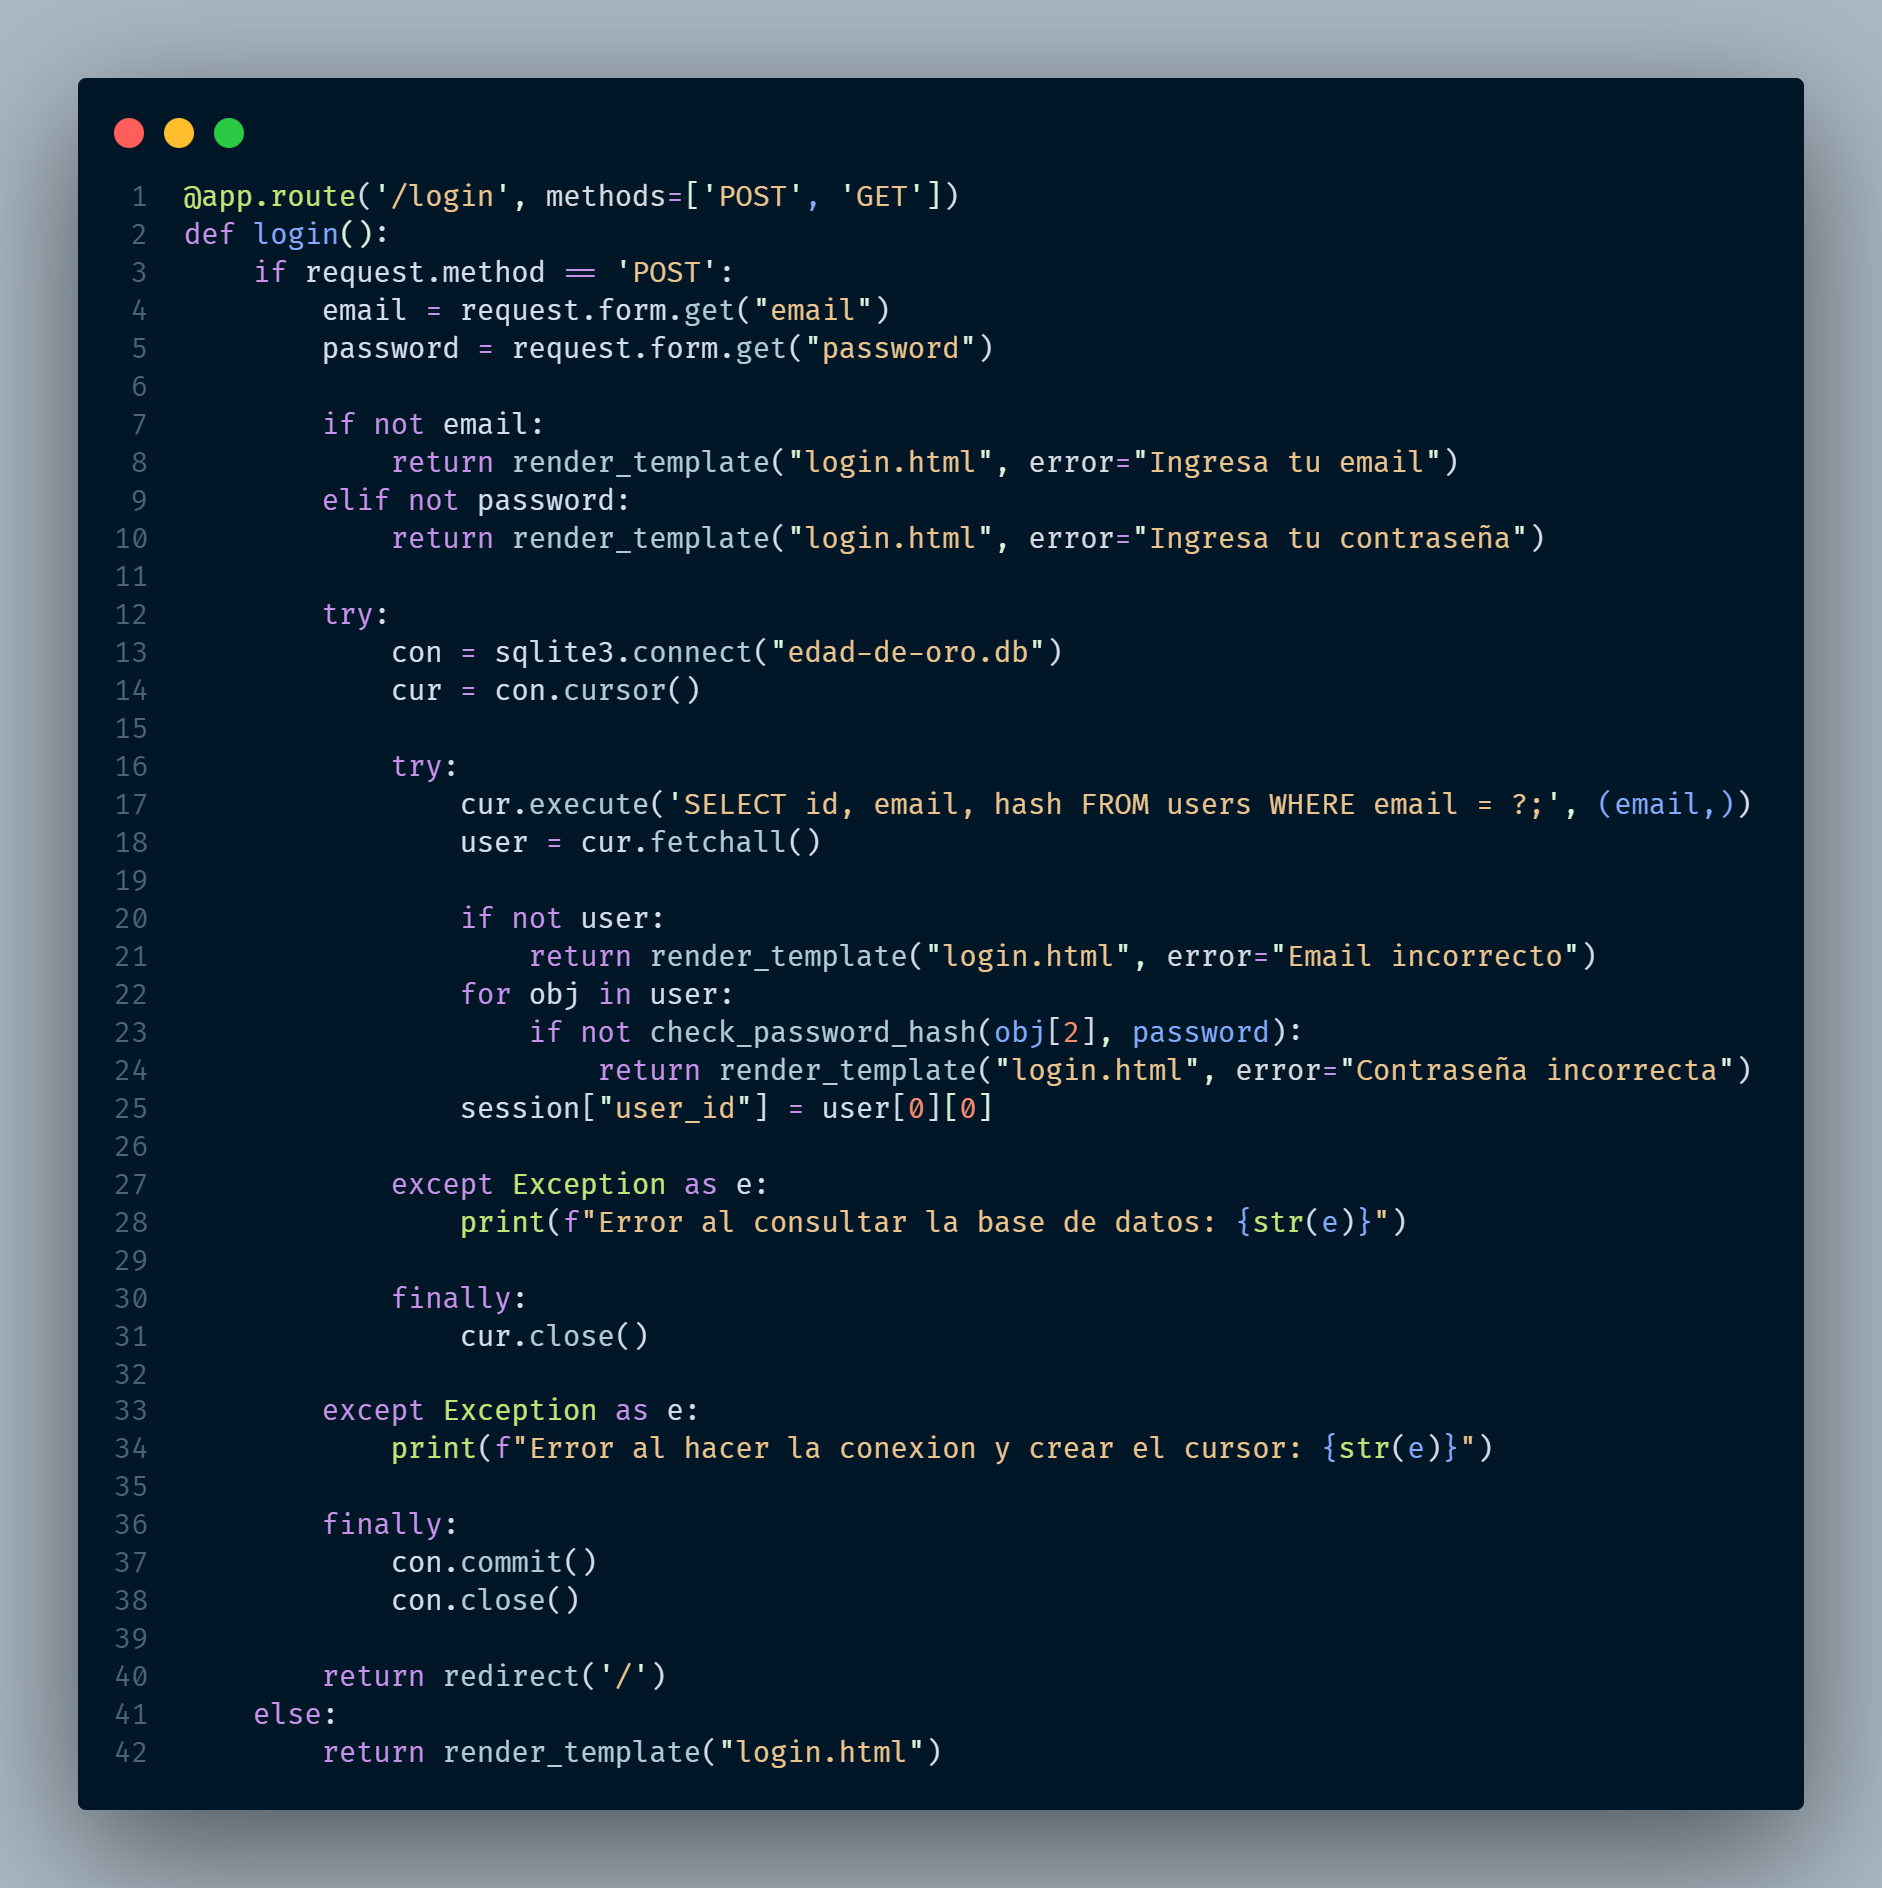 1 @app.route('/login', methods=['POST', 'GET'])
2 def login():
3     if request.method == 'POST':
4         email = request.form.get("email")
5         password = request.form.get("password")
6
7         if not email:
8             return render_template("login.html", error="Ingresa tu email")
9         elif not password:
10             return render_template("login.html", error="Ingresa tu contraseña")
11
12         try:
13             con = sqlite3.connect("edad-de-oro.db")
14             cur = con.cursor()
15
16             try:
17                 cur.execute('SELECT id, email, hash FROM users WHERE email = ?;', (email,))
18                 user = cur.fetchall()
19
20                 if not user:
21                     return render_template("login.html", error="Email incorrecto")
22                 for obj in user:
23                     if not check_password_hash(obj[2], password):
24                         return render_template("login.html", error="Contraseña incorrecta")
25                 session["user_id"] = user[0][0]
26
27             except Exception as e:
28                 print(f"Error al consultar la base de datos: {str(e)}")
29
30             finally:
31                 cur.close()
32
33         except Exception as e:
34             print(f"Error al hacer la conexion y crear el cursor: {str(e)}")
35
36         finally:
37             con.commit()
38             con.close()
39
40         return redirect('/')
41     else:
42         return render_template("login.html")